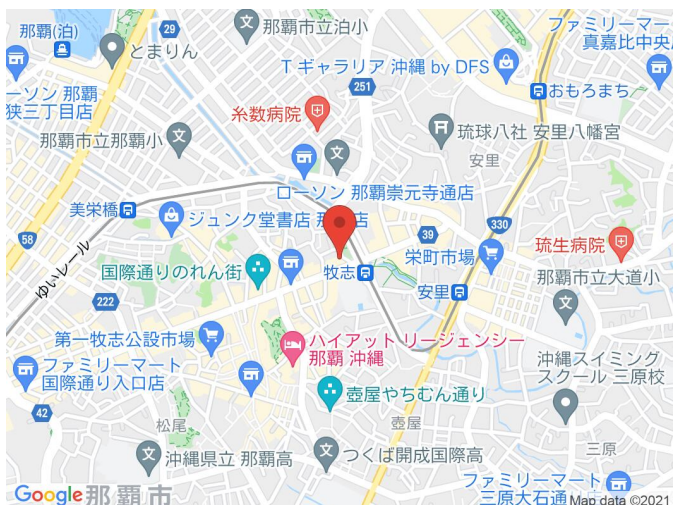 那覇(泊)
とまりん
29
那覇市立泊小
ファミリーマート
真嘉比中央店
T ギャラリア 沖縄 by DFS
251
おもろまち
ローソン 那覇
狭三丁目店
糸数病院
那覇市立那覇小
琉球八社 安里八幡宮
安里
ローソン 那覇崇元寺通店
美栄橋
ジュンク堂書店 那覇店
58
ゆいレール
39
330
国際通りのれん街
牧志
栄町市場
琉生病院
安里
那覇市立大道小
222
第一牧志公設市場
ハイアット リージェンシー
那覇 沖縄
ファミリーマート
国際通り入口店
沖縄スイミング
スクール 三原校
壺屋やちむん通り
42
松尾
壺屋
沖縄県立 那覇高
つくば開成国際高
三原
ファミリーマート
三原大石通
Google
那覇市
Map data ©2021